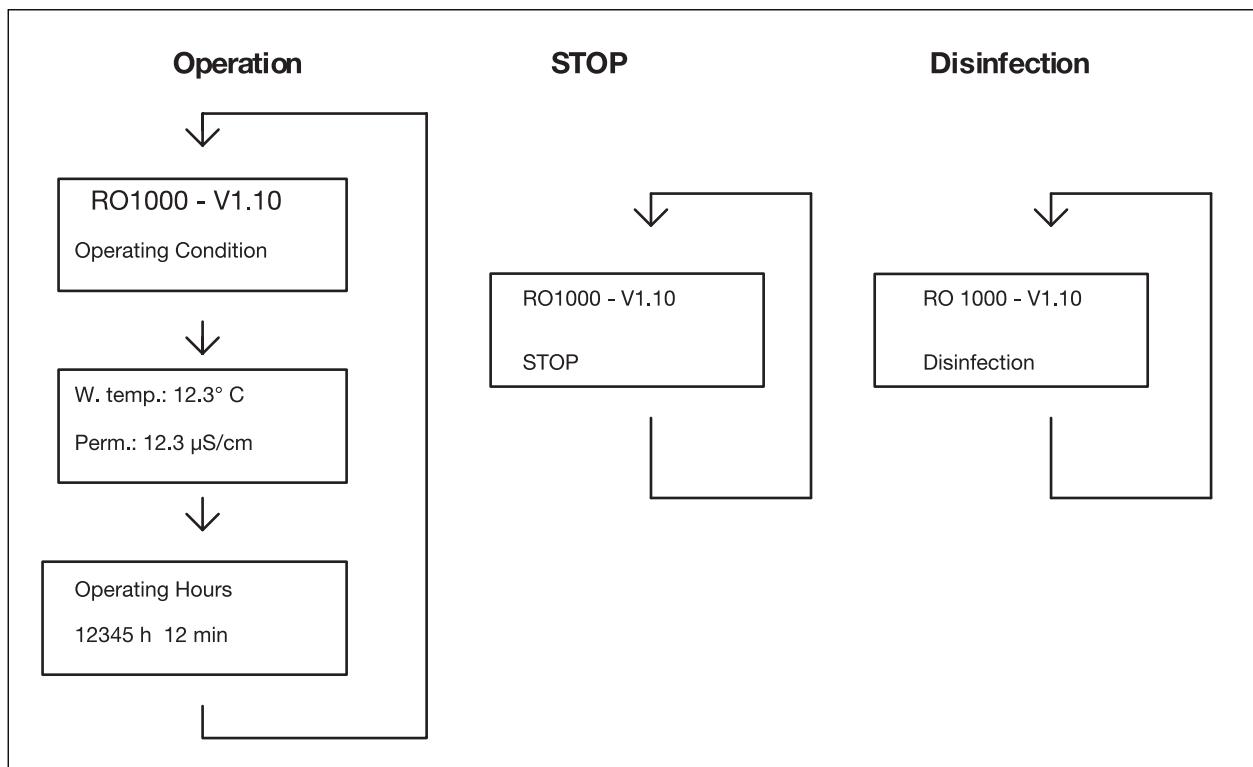 Operation
RO1000 - V1.10
Operating Condition
W. temp.: 12.3° C
Perm.: 12.3 µS/cm
Operating Hours
12345 h 12 min
STOP
RO1000 - V1.10
STOP
Disinfection
RO 1000 - V1.10
Disinfection